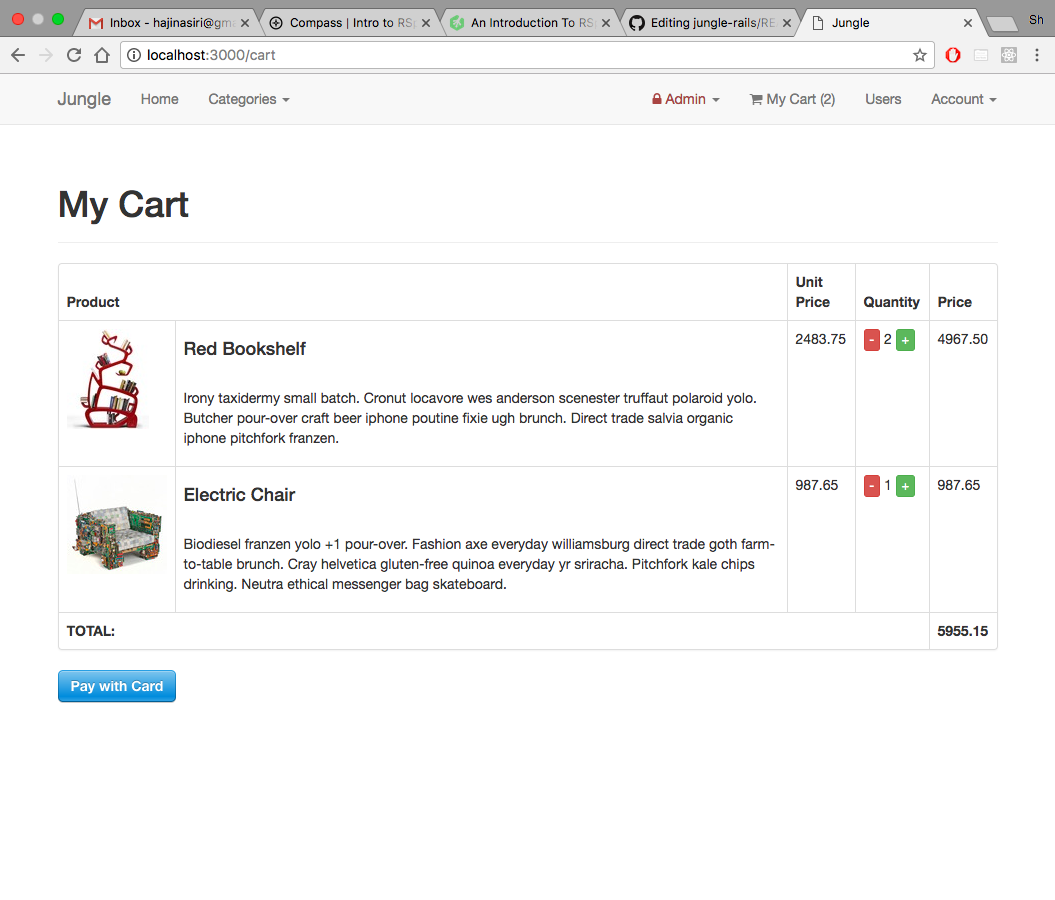 Inbox - hajinasiri@gma
Compass | Intro to RSp
An Introduction To RSp
Editing jungle-rails/RE
Jungle
Sh
localhost:3000/cart
Jungle Home Categories Admin My Cart (2) Users Account
My Cart
Product Unit Price Quantity Price
Red Bookshelf 2483.75 - 2 + 4967.50
Irony taxidermy small batch. Cronut locavore wes anderson scenester truffaut polaroid yolo.
Butcher pour-over craft beer iphone poutine fixie ugh brunch. Direct trade salvia organic
iphone pitchfork franzen.
Electric Chair 987.65 - 1 + 987.65
Biodiesel franzen yolo +1 pour-over. Fashion axe everyday williamsburg direct trade goth farm-
to-table brunch. Cray helvetica gluten-free quinoa everyday yr sriracha. Pitchfork kale chips
drinking. Neutra ethical messenger bag skateboard.
TOTAL: 5955.15
Pay with Card